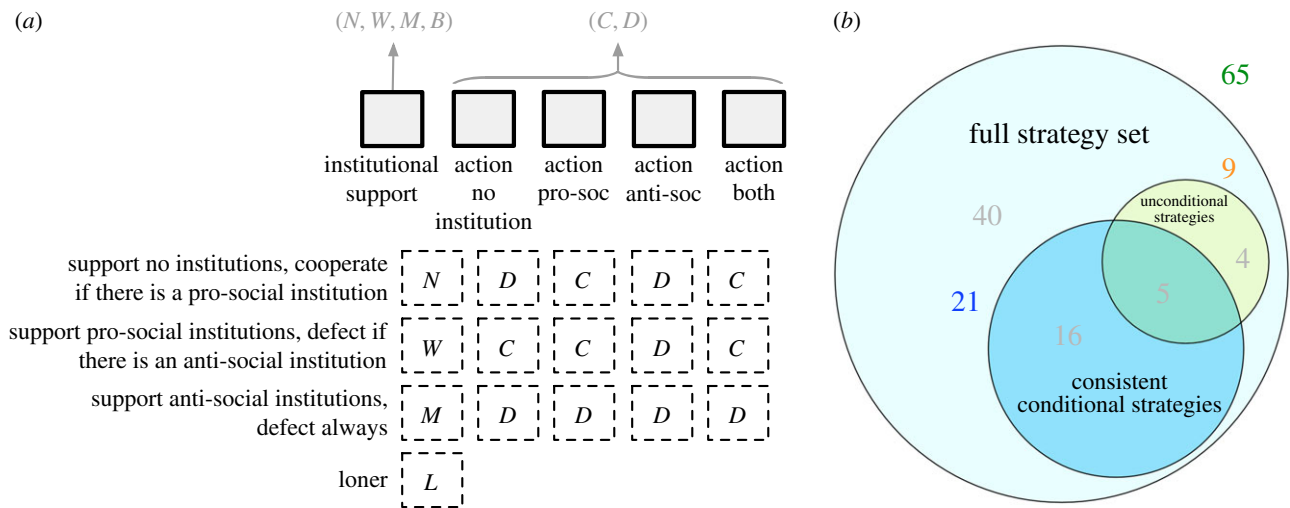 (a)
(N, W, M, B)
(C, D)
institutional support
action no institution
action pro-soc
action anti-soc
action both
support no institutions, cooperate
if there is a pro-social institution
N D C D C
support pro-social institutions, defect if
there is an anti-social institution
W C C D C
support anti-social institutions,
defect always
M D D D D
loner
L
(b)
65
full strategy set
9
unconditional
strategies
40
4
5
21
16
consistent
conditional strategies